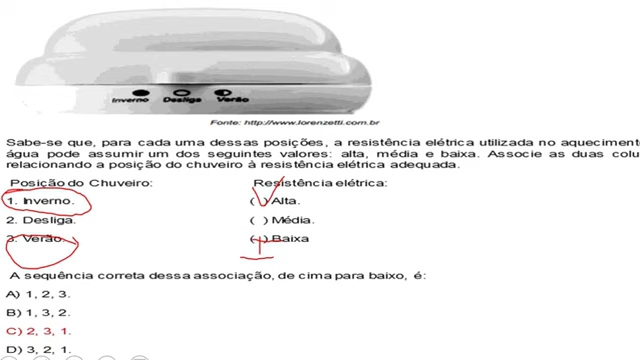 Inverno Desliga Verão
Fonte: http://www.lorenzetti.com.br
Sabe-se que, para cada uma dessas posições, a resistência elétrica utilizada no aquecimento
água pode assumir um dos seguintes valores: alta, média e baixa. Associe as duas colu
relacionando a posição do chuveiro à resistência elétrica adequada.
Posição do Chuveiro: Resistência elétrica:
1. Inverno. ( ) Alta.
2. Desliga. ( ) Média.
3. Verão. ( ) Baixa
A sequência correta dessa associação, de cima para baixo, é:
A) 1, 2, 3.
B) 1, 3, 2.
C) 2, 3, 1.
D) 3, 2, 1.